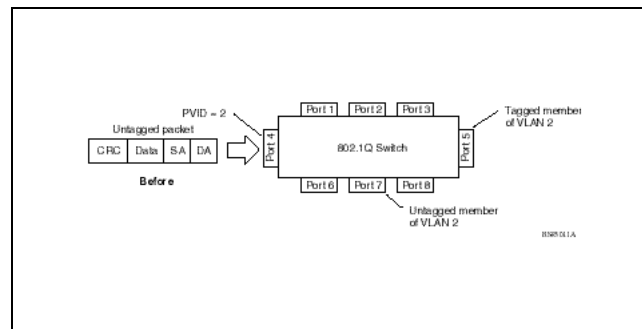 Port 1 Port 2 Port 3
PVID = 2
Tagged member
of VLAN 2
Untagged packet
CRC Data SA DA
Port 4
802.1Q Switch
Port 5
Before
Port 6 Port 7 Port 8
Untagged member
of VLAN 2